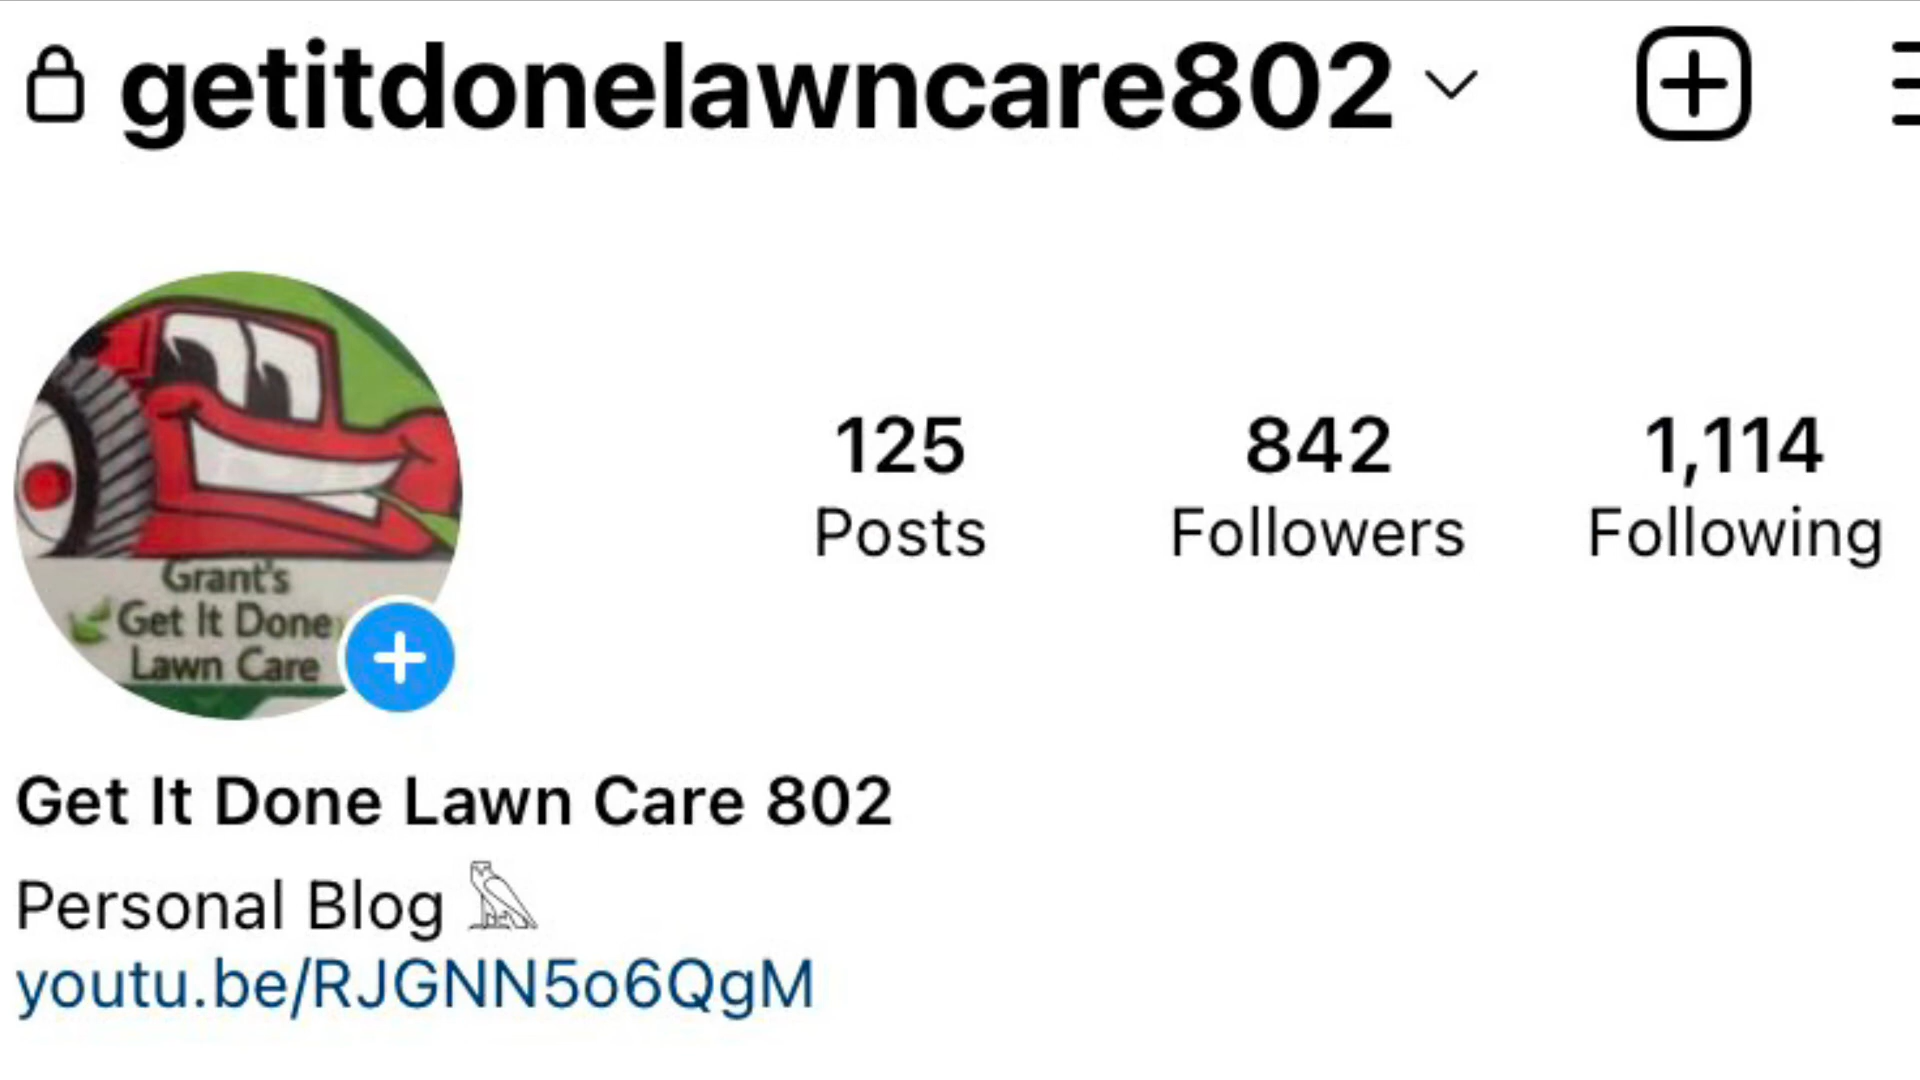 getitdonelawncare802
Grant's
Get It Done
Lawn Care
125
Posts
842
Followers
1,114
Following
Get It Done Lawn Care 802
Personal Blog 𓅓
youtu.be/RJGNN5o6QgM